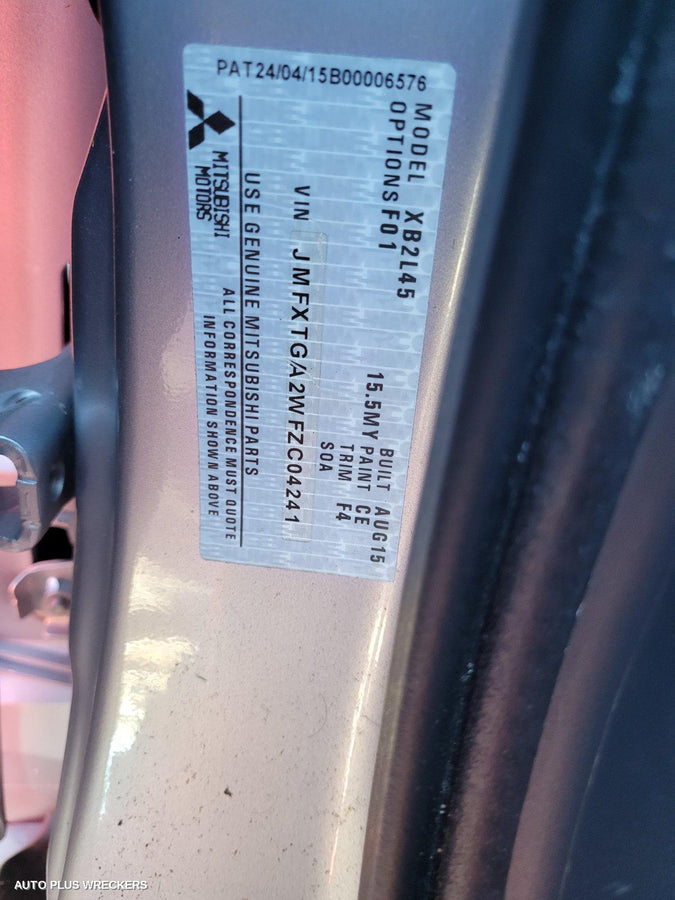 PAT24/04/15B00006576
MODEL XB2L45
OPTIONS F01
BUILT AUG15
15.5MY PAINT CE
TRIM F4
SOA
VIN JMFXTGA2WFZC04241
USE GENUINE MITSUBISHI PARTS
MITSUBISHI
MOTORS
ALL CORRESPONDENCE MUST QUOTE
INFORMATION SHOWN ABOVE
AUTO PLUS WRECKERS